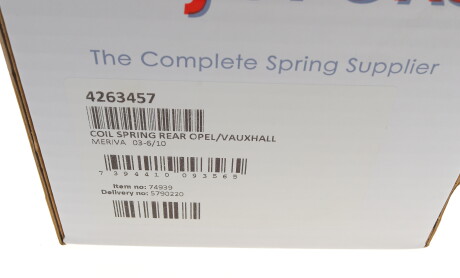 The Complete Spring Supplier
4263457
COIL SPRING REAR OPEL/VAUXHALL
MERIVA 03-6/10
7 394410 093565
Item no: 74939
Delivery no: 5790220